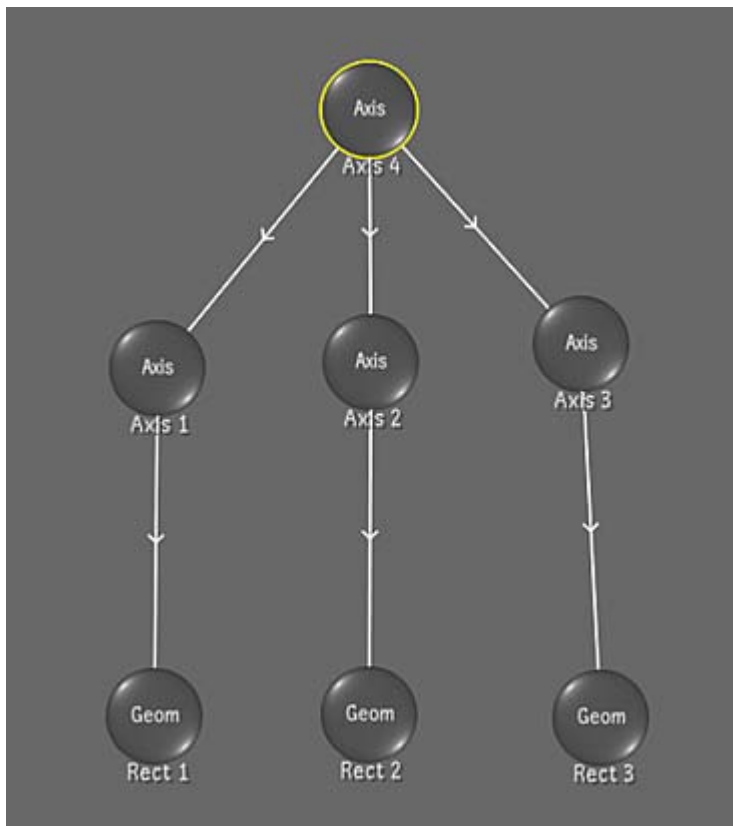 Axis
Axis 4
Axis
Axis 1
Axis
Axis 2
Axis
Axis 3
Geom
Rect 1
Geom
Rect 2
Geom
Rect 3